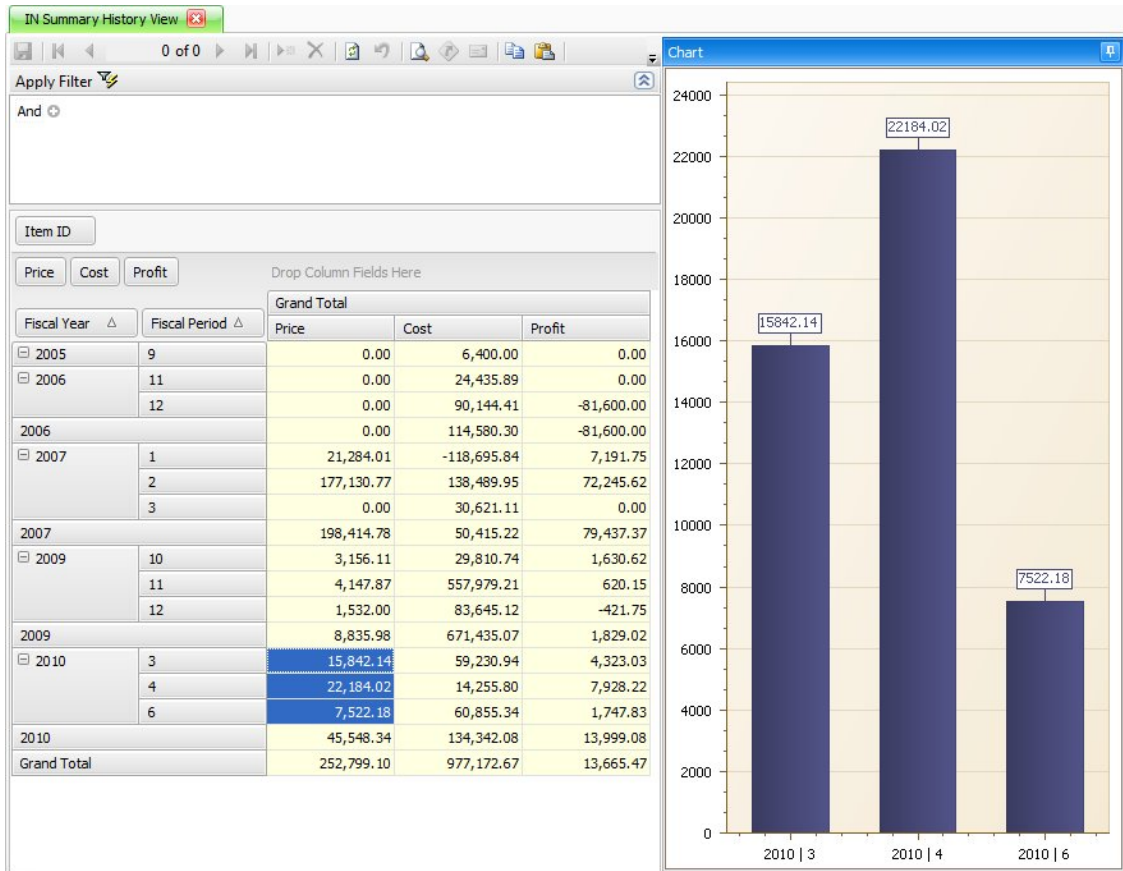 IN Summary History View
0 of 0
Apply Filter
And
Item ID
Price Cost Profit Drop Column Fields Here
Grand Total
Fiscal Year Fiscal Period Price Cost Profit
2005 9 0.00 6,400.00 0.00
2006 11 0.00 24,435.89 0.00
12 0.00 90,144.41 -81,600.00
2006 0.00 114,580.30 -81,600.00
2007 1 21,284.01 -118,695.84 7,191.75
2 177,130.77 138,489.95 72,245.62
3 0.00 30,621.11 0.00
2007 198,414.78 50,415.22 79,437.37
2009 10 3,156.11 29,810.74 1,630.62
11 4,147.87 557,979.21 620.15
12 1,532.00 83,645.12 -421.75
2009 8,835.98 671,435.07 1,829.02
2010 3 15,842.14 59,230.94 4,323.03
4 22,184.02 14,255.80 7,928.22
6 7,522.18 60,855.34 1,747.83
2010 45,548.34 134,342.08 13,999.08
Grand Total 252,799.10 977,172.67 13,665.47
Chart
24000
22184.02
22000
20000
18000
15842.14
16000
14000
12000
10000
7522.18
8000
6000
4000
2000
0
2010 | 3 2010 | 4 2010 | 6